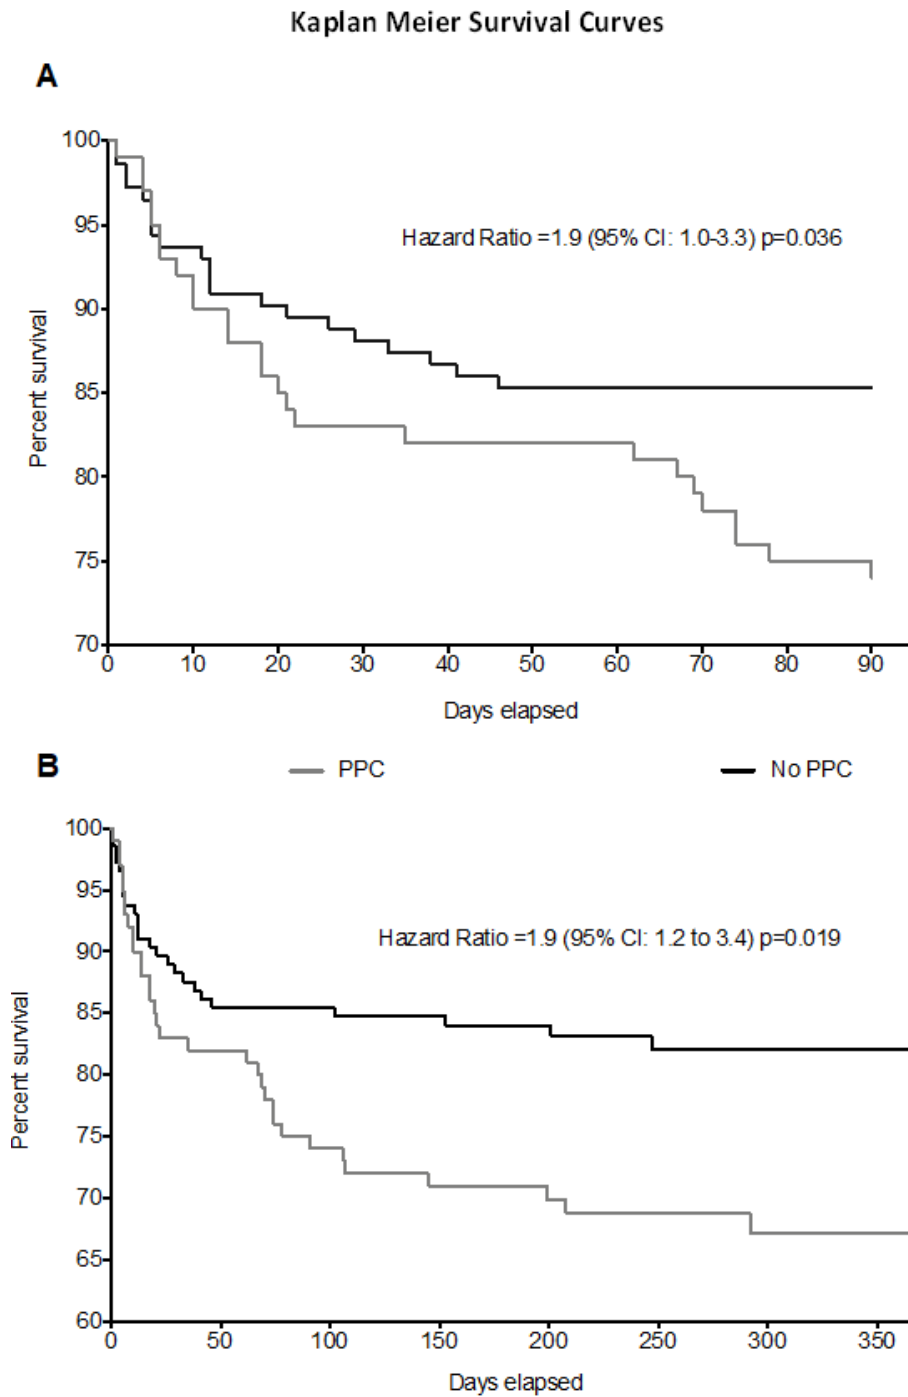 Kaplan Meier Survival Curves
A
100
95
90
85
80
75
70
Percent survival
Hazard Ratio =1.9 (95% CI: 1.0-3.3) p=0.036
0 10 20 30 40 50 60 70 80 90
Days elapsed
B
PPC No PPC
100
95
90
85
80
75
70
65
60
Percent survival
Hazard Ratio =1.9 (95% CI: 1.2 to 3.4) p=0.019
0 50 100 150 200 250 300 350
Days elapsed